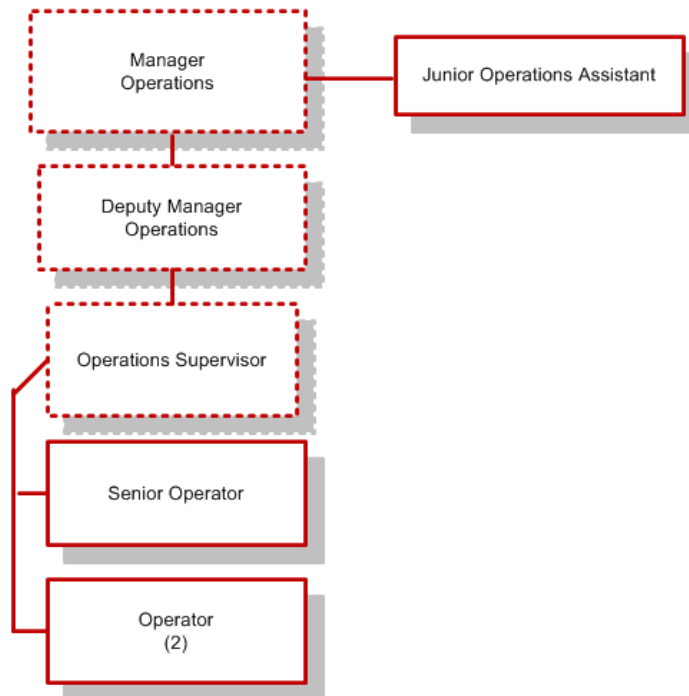 Manager
Operations
Junior Operations Assistant
Deputy Manager
Operations
Operations Supervisor
Senior Operator
Operator
(2)